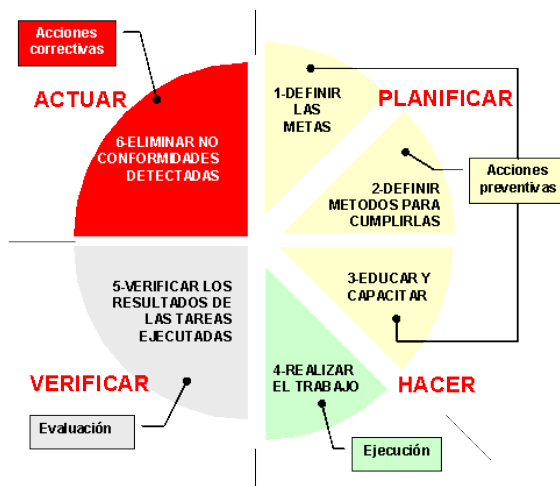 Acciones
correctivas
ACTUAR
6-ELIMINAR NO
CONFORMIDADES
DETECTADAS
1-DEFINIR
LAS
METAS
PLANIFICAR
2-DEFINIR
METODOS PARA
CUMPLIRLAS
Acciones
preventivas
3-EDUCAR Y
CAPACITAR
HACER
4-REALIZAR
EL TRABAJO
Ejecución
5-VERIFICAR LOS
RESULTADOS DE
LAS TAREAS
EJECUTADAS
VERIFICAR
Evaluación